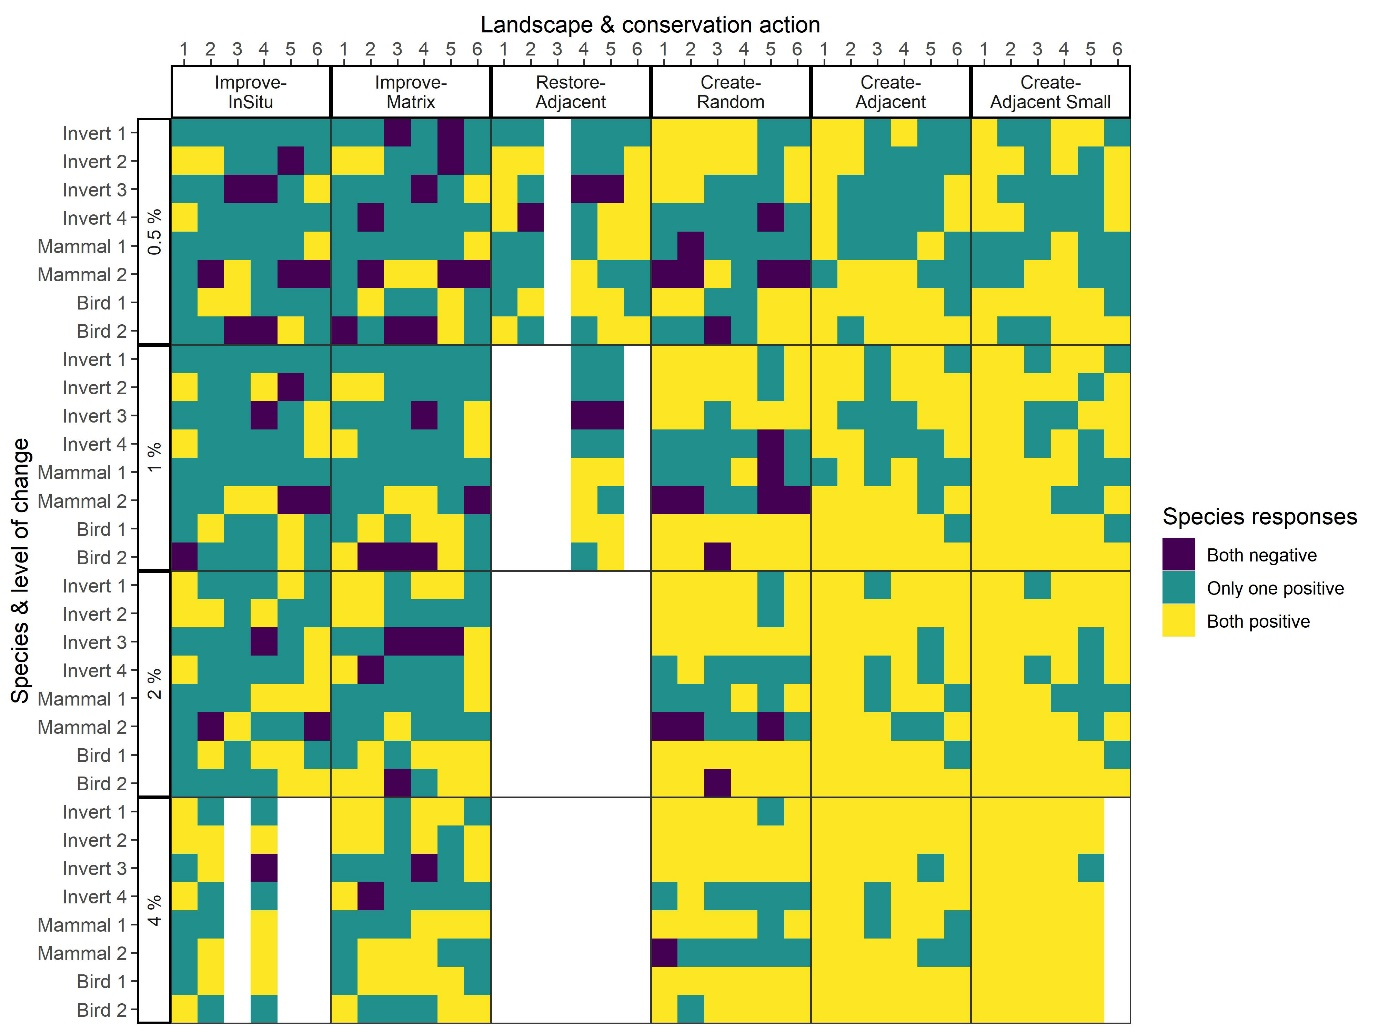 Landscape & conservation action
1 2 3 4 5 6 1 2 3 4 5 6 1 2 3 4 5 6 1 2 3 4 5 6 1 2 3 4 5 6 1 2 3 4 5 6
Improve-
InSitu
Improve-
Matrix
Restore-
Adjacent
Create-
Random
Create-
Adjacent
Create-
Adjacent Small
Species & level of change
0.5 %
Invert 1
Invert 2
Invert 3
Invert 4
Mammal 1
Mammal 2
Bird 1
Bird 2
1 %
Invert 1
Invert 2
Invert 3
Invert 4
Mammal 1
Mammal 2
Bird 1
Bird 2
2 %
Invert 1
Invert 2
Invert 3
Invert 4
Mammal 1
Mammal 2
Bird 1
Bird 2
4 %
Invert 1
Invert 2
Invert 3
Invert 4
Mammal 1
Mammal 2
Bird 1
Bird 2
Species responses
Both negative
Only one positive
Both positive